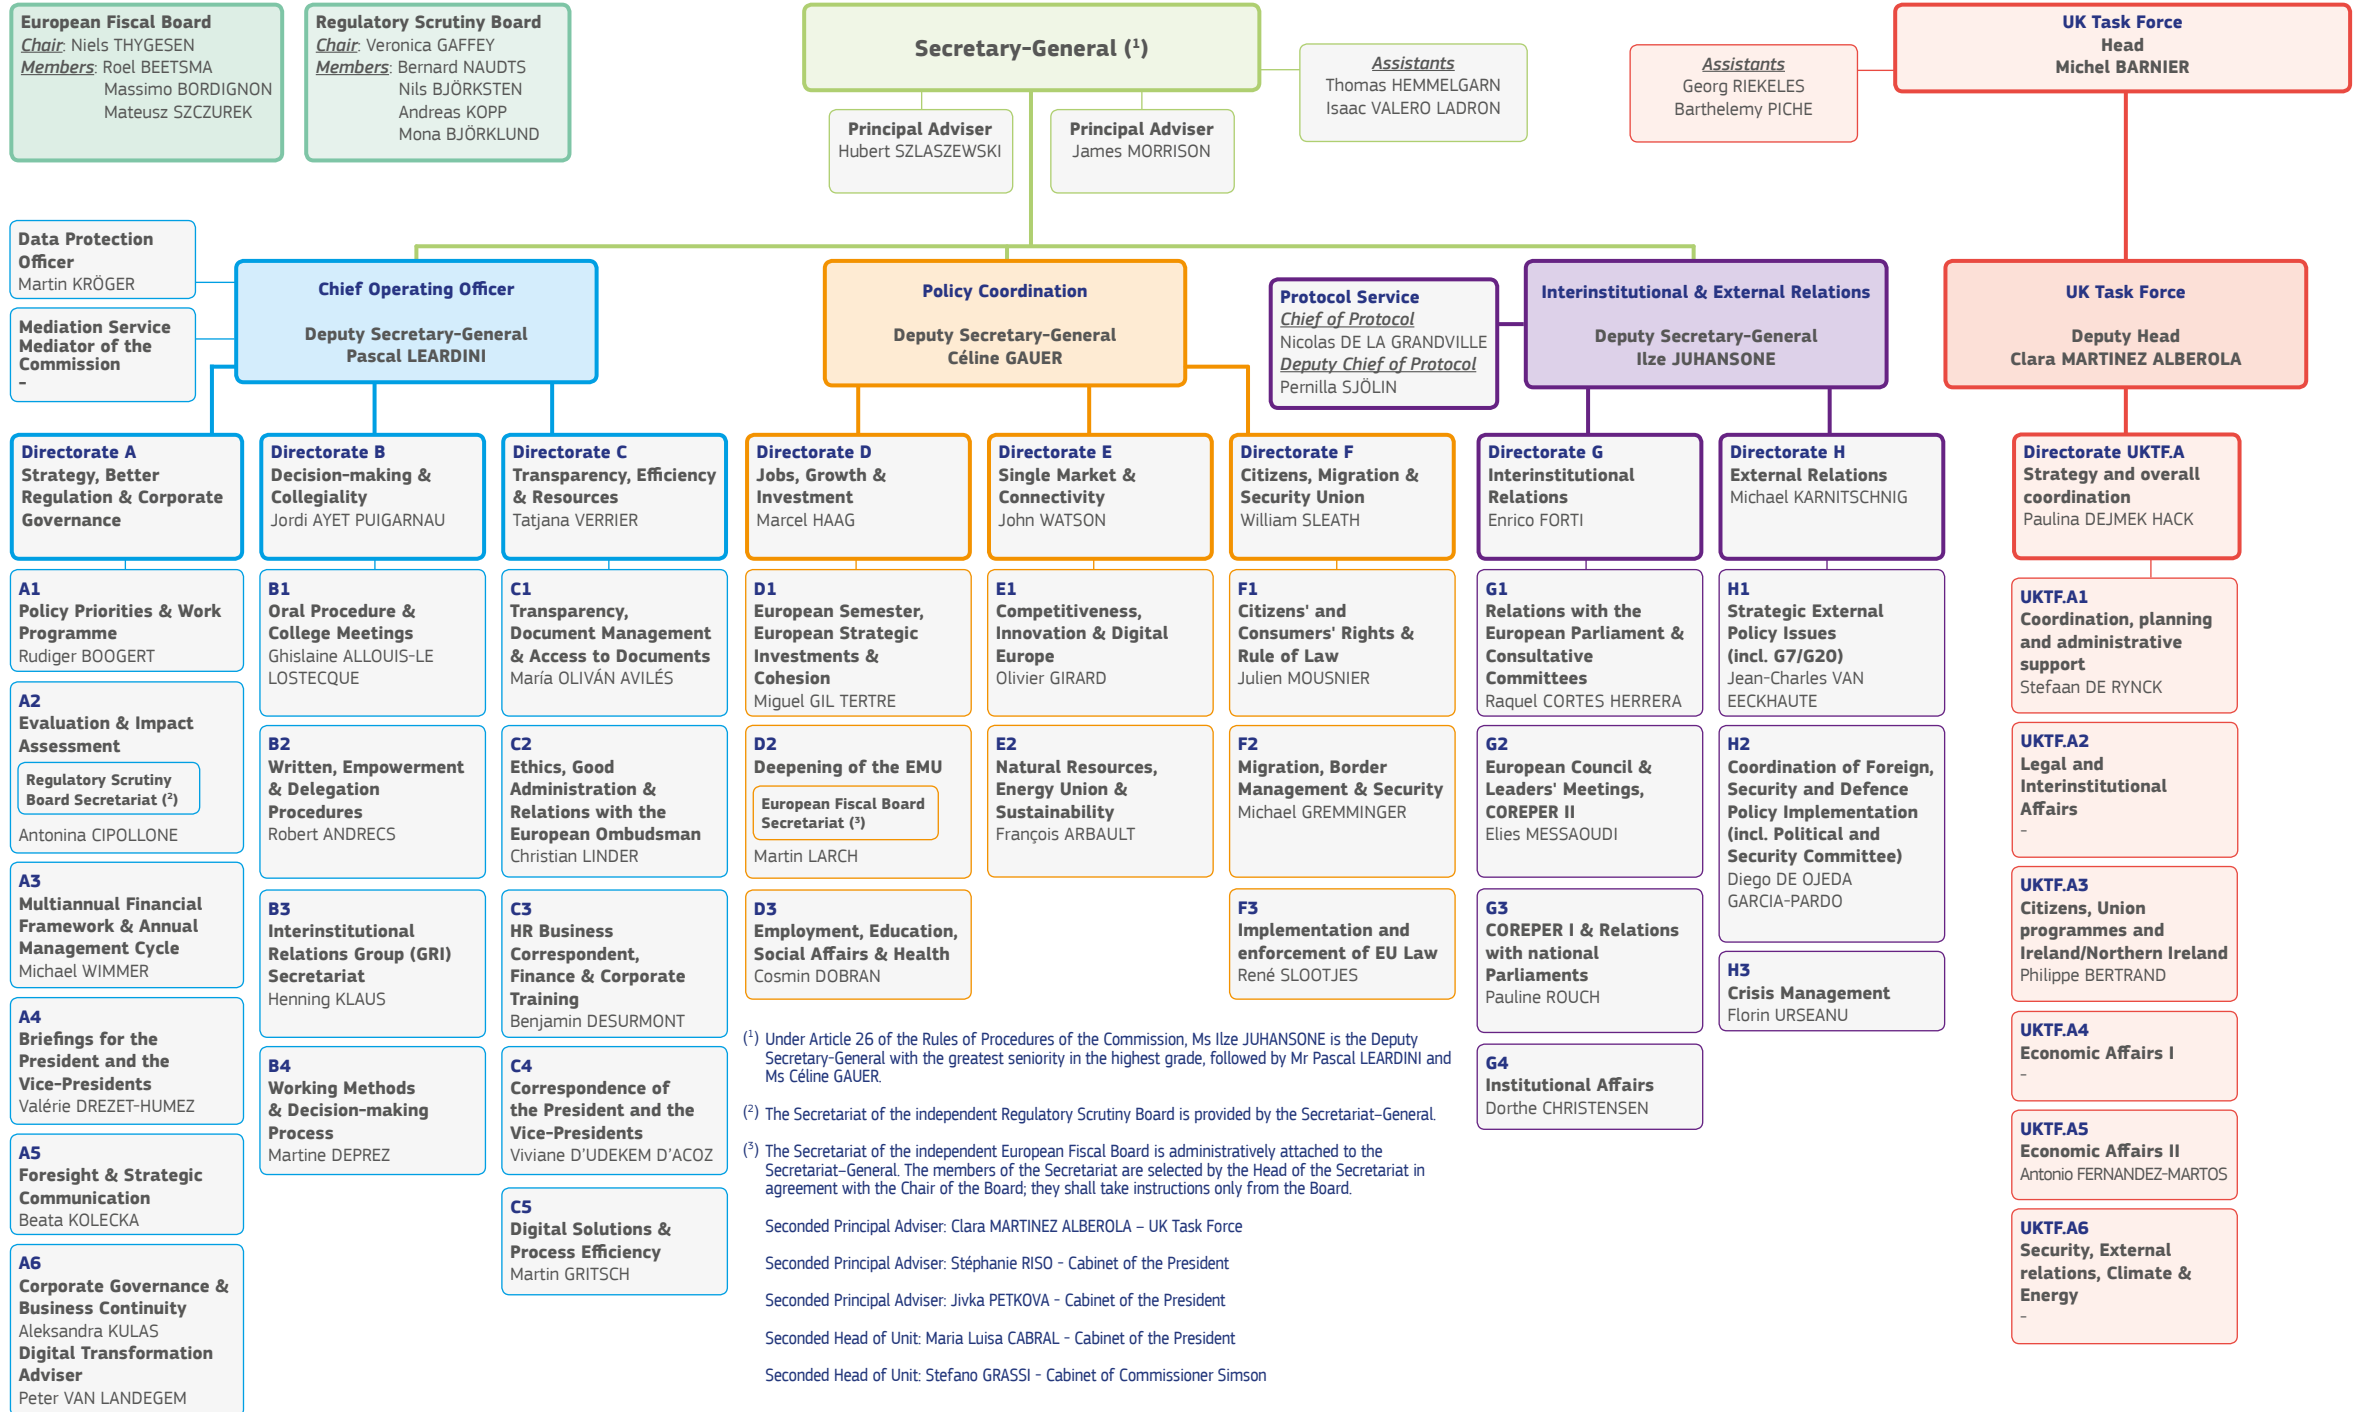 European Fiscal Board
Chair: Niels THYGESEN
Members: Roel BEETSMA
Massimo BORDIGNON
Mateusz SZCZUREK
Regulatory Scrutiny Board
Chair: Veronica GAFFEY
Members: Bernard NAUDTS
Nils BJÖRKSTEN
Andreas KOPP
Mona BJÖRKLUND
Secretary-General (¹)
Principal Adviser
Hubert SZLASZEWSKI
Principal Adviser
James MORRISON
Assistants
Thomas HEMMELGARN
Isaac VALERO LADRON
Assistants
Georg RIEKELES
Barthelemy PICHE
UK Task Force
Head
Michel BARNIER
Data Protection
Officer
Martin KRÖGER
Mediation Service
Mediator of the
Commission
-
Chief Operating Officer
Deputy Secretary-General
Pascal LEARDINI
Policy Coordination
Deputy Secretary-General
Céline GAUER
Protocol Service
Chief of Protocol
Nicolas DE LA GRANDVILLE
Deputy Chief of Protocol
Pernilla SJÖLIN
Interinstitutional & External Relations
Deputy Secretary-General
Ilze JUHANSONE
UK Task Force
Deputy Head
Clara MARTINEZ ALBEROLA
Directorate A
Strategy, Better
Regulation & Corporate
Governance
A1
Policy Priorities & Work
Programme
Rudiger BOOGERT
A2
Evaluation & Impact
Assessment
Regulatory Scrutiny
Board Secretariat (²)
Antonina CIPOLLONE
A3
Multiannual Financial
Framework & Annual
Management Cycle
Michael WIMMER
A4
Briefings for the
President and the
Vice-Presidents
Valérie DREZET-HUMEZ
A5
Foresight & Strategic
Communication
Beata KOLECKA
A6
Corporate Governance &
Business Continuity
Aleksandra KULAS
Digital Transformation
Adviser
Peter VAN LANDEGEM
Directorate B
Decision-making &
Collegiality
Jordi AYET PUIGARNAU
B1
Oral Procedure &
College Meetings
Ghislaine ALLOUIS-LE
LOSTECQUE
B2
Written, Empowerment
& Delegation
Procedures
Robert ANDRECS
B3
Interinstitutional
Relations Group (GRI)
Secretariat
Henning KLAUS
B4
Working Methods
& Decision-making
Process
Martine DEPREZ
Directorate C
Transparency, Efficiency
& Resources
Tatjana VERRIER
C1
Transparency,
Document Management
& Access to Documents
María OLIVÁN AVILÉS
C2
Ethics, Good
Administration &
Relations with the
European Ombudsman
Christian LINDER
C3
HR Business
Correspondent,
Finance & Corporate
Training
Benjamin DESURMONT
C4
Correspondence of
the President and the
Vice-Presidents
Viviane D'UDEKEM D'ACOZ
C5
Digital Solutions &
Process Efficiency
Martin GRITSCH
Directorate D
Jobs, Growth &
Investment
Marcel HAAG
D1
European Semester,
European Strategic
Investments &
Cohesion
Miguel GIL TERTRE
D2
Deepening of the EMU
European Fiscal Board
Secretariat (³)
Martin LARCH
D3
Employment, Education,
Social Affairs & Health
Cosmin DOBRAN
Directorate E
Single Market &
Connectivity
John WATSON
E1
Competitiveness,
Innovation & Digital
Europe
Olivier GIRARD
E2
Natural Resources,
Energy Union &
Sustainability
François ARBAULT
Directorate F
Citizens, Migration &
Security Union
William SLEATH
F1
Citizens' and
Consumers' Rights &
Rule of Law
Julien MOUSNIER
F2
Migration, Border
Management & Security
Michael GREMMINGER
F3
Implementation and
enforcement of EU Law
René SLOOTJES
Directorate G
Interinstitutional
Relations
Enrico FORTI
G1
Relations with the
European Parliament &
Consultative
Committees
Raquel CORTES HERRERA
G2
European Council &
Leaders' Meetings,
COREPER II
Elies MESSAOUDI
G3
COREPER I & Relations
with national
Parliaments
Pauline ROUCH
G4
Institutional Affairs
Dorthe CHRISTENSEN
Directorate H
External Relations
Michael KARNITSCHNIG
H1
Strategic External
Policy Issues
(incl. G7/G20)
Jean-Charles VAN
EECKHAUTE
H2
Coordination of Foreign,
Security and Defence
Policy Implementation
(incl. Political and
Security Committee)
Diego DE OJEDA
GARCIA-PARDO
H3
Crisis Management
Florin URSEANU
Directorate UKTF.A
Strategy and overall
coordination
Paulina DEJMEK HACK
UKTF.A1
Coordination, planning
and administrative
support
Stefaan DE RYNCK
UKTF.A2
Legal and
Interinstitutional
Affairs
-
UKTF.A3
Citizens, Union
programmes and
Ireland/Northern Ireland
Philippe BERTRAND
UKTF.A4
Economic Affairs I
-
UKTF.A5
Economic Affairs II
Antonio FERNANDEZ-MARTOS
UKTF.A6
Security, External
relations, Climate &
Energy
-
(¹) Under Article 26 of the Rules of Procedures of the Commission, Ms Ilze JUHANSONE is the Deputy
Secretary-General with the greatest seniority in the highest grade, followed by Mr Pascal LEARDINI and
Ms Céline GAUER.
(²) The Secretariat of the independent Regulatory Scrutiny Board is provided by the Secretariat–General.
(³) The Secretariat of the independent European Fiscal Board is administratively attached to the
Secretariat–General. The members of the Secretariat are selected by the Head of the Secretariat in
agreement with the Chair of the Board; they shall take instructions only from the Board.
Seconded Principal Adviser: Clara MARTINEZ ALBEROLA – UK Task Force
Seconded Principal Adviser: Stéphanie RISO - Cabinet of the President
Seconded Principal Adviser: Jivka PETKOVA - Cabinet of the President
Seconded Head of Unit: Maria Luisa CABRAL - Cabinet of the President
Seconded Head of Unit: Stefano GRASSI - Cabinet of Commissioner Simson